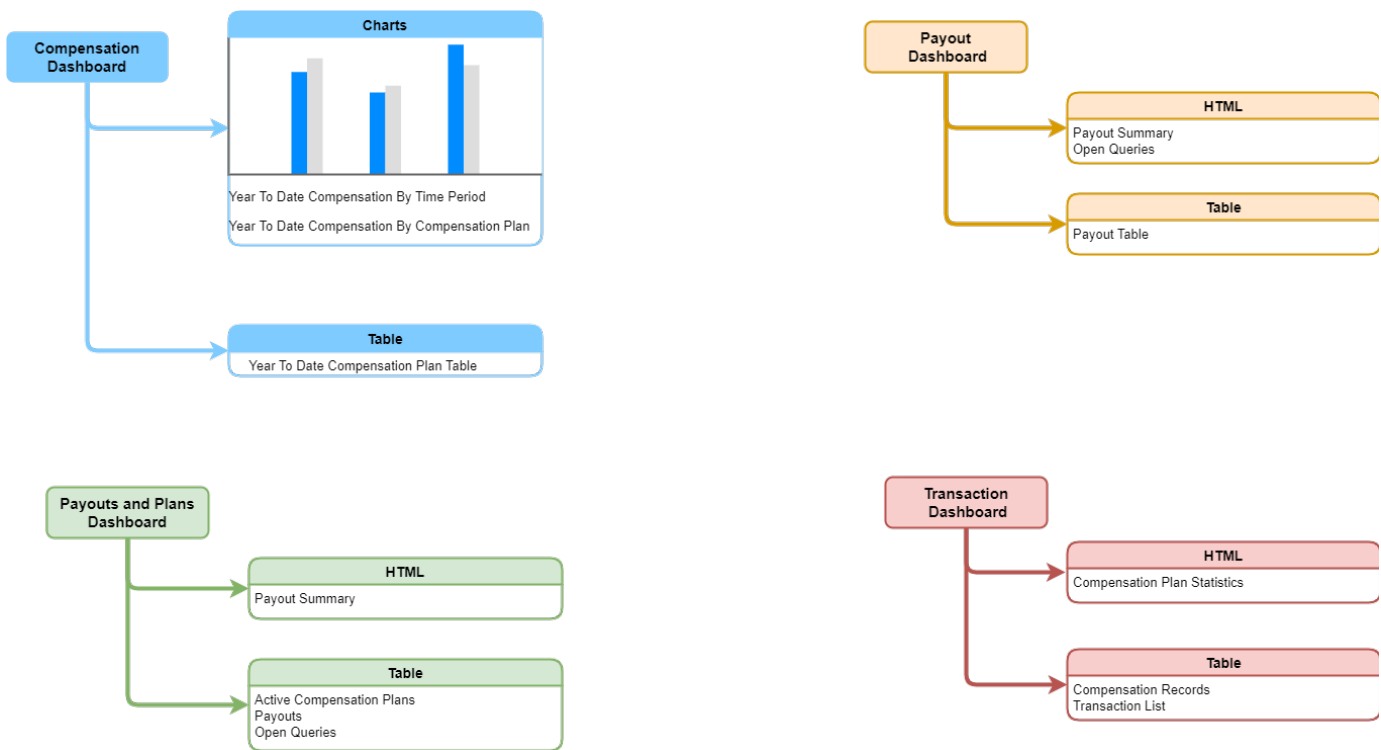 Compensation
Dashboard
Charts
Year To Date Compensation By Time Period
Year To Date Compensation By Compensation Plan
Table
Year To Date Compensation Plan Table
Payout
Dashboard
HTML
Payout Summary
Open Queries
Table
Payout Table
Payouts and Plans
Dashboard
HTML
Payout Summary
Table
Active Compensation Plans
Payouts
Open Queries
Transaction
Dashboard
HTML
Compensation Plan Statistics
Table
Compensation Records
Transaction List